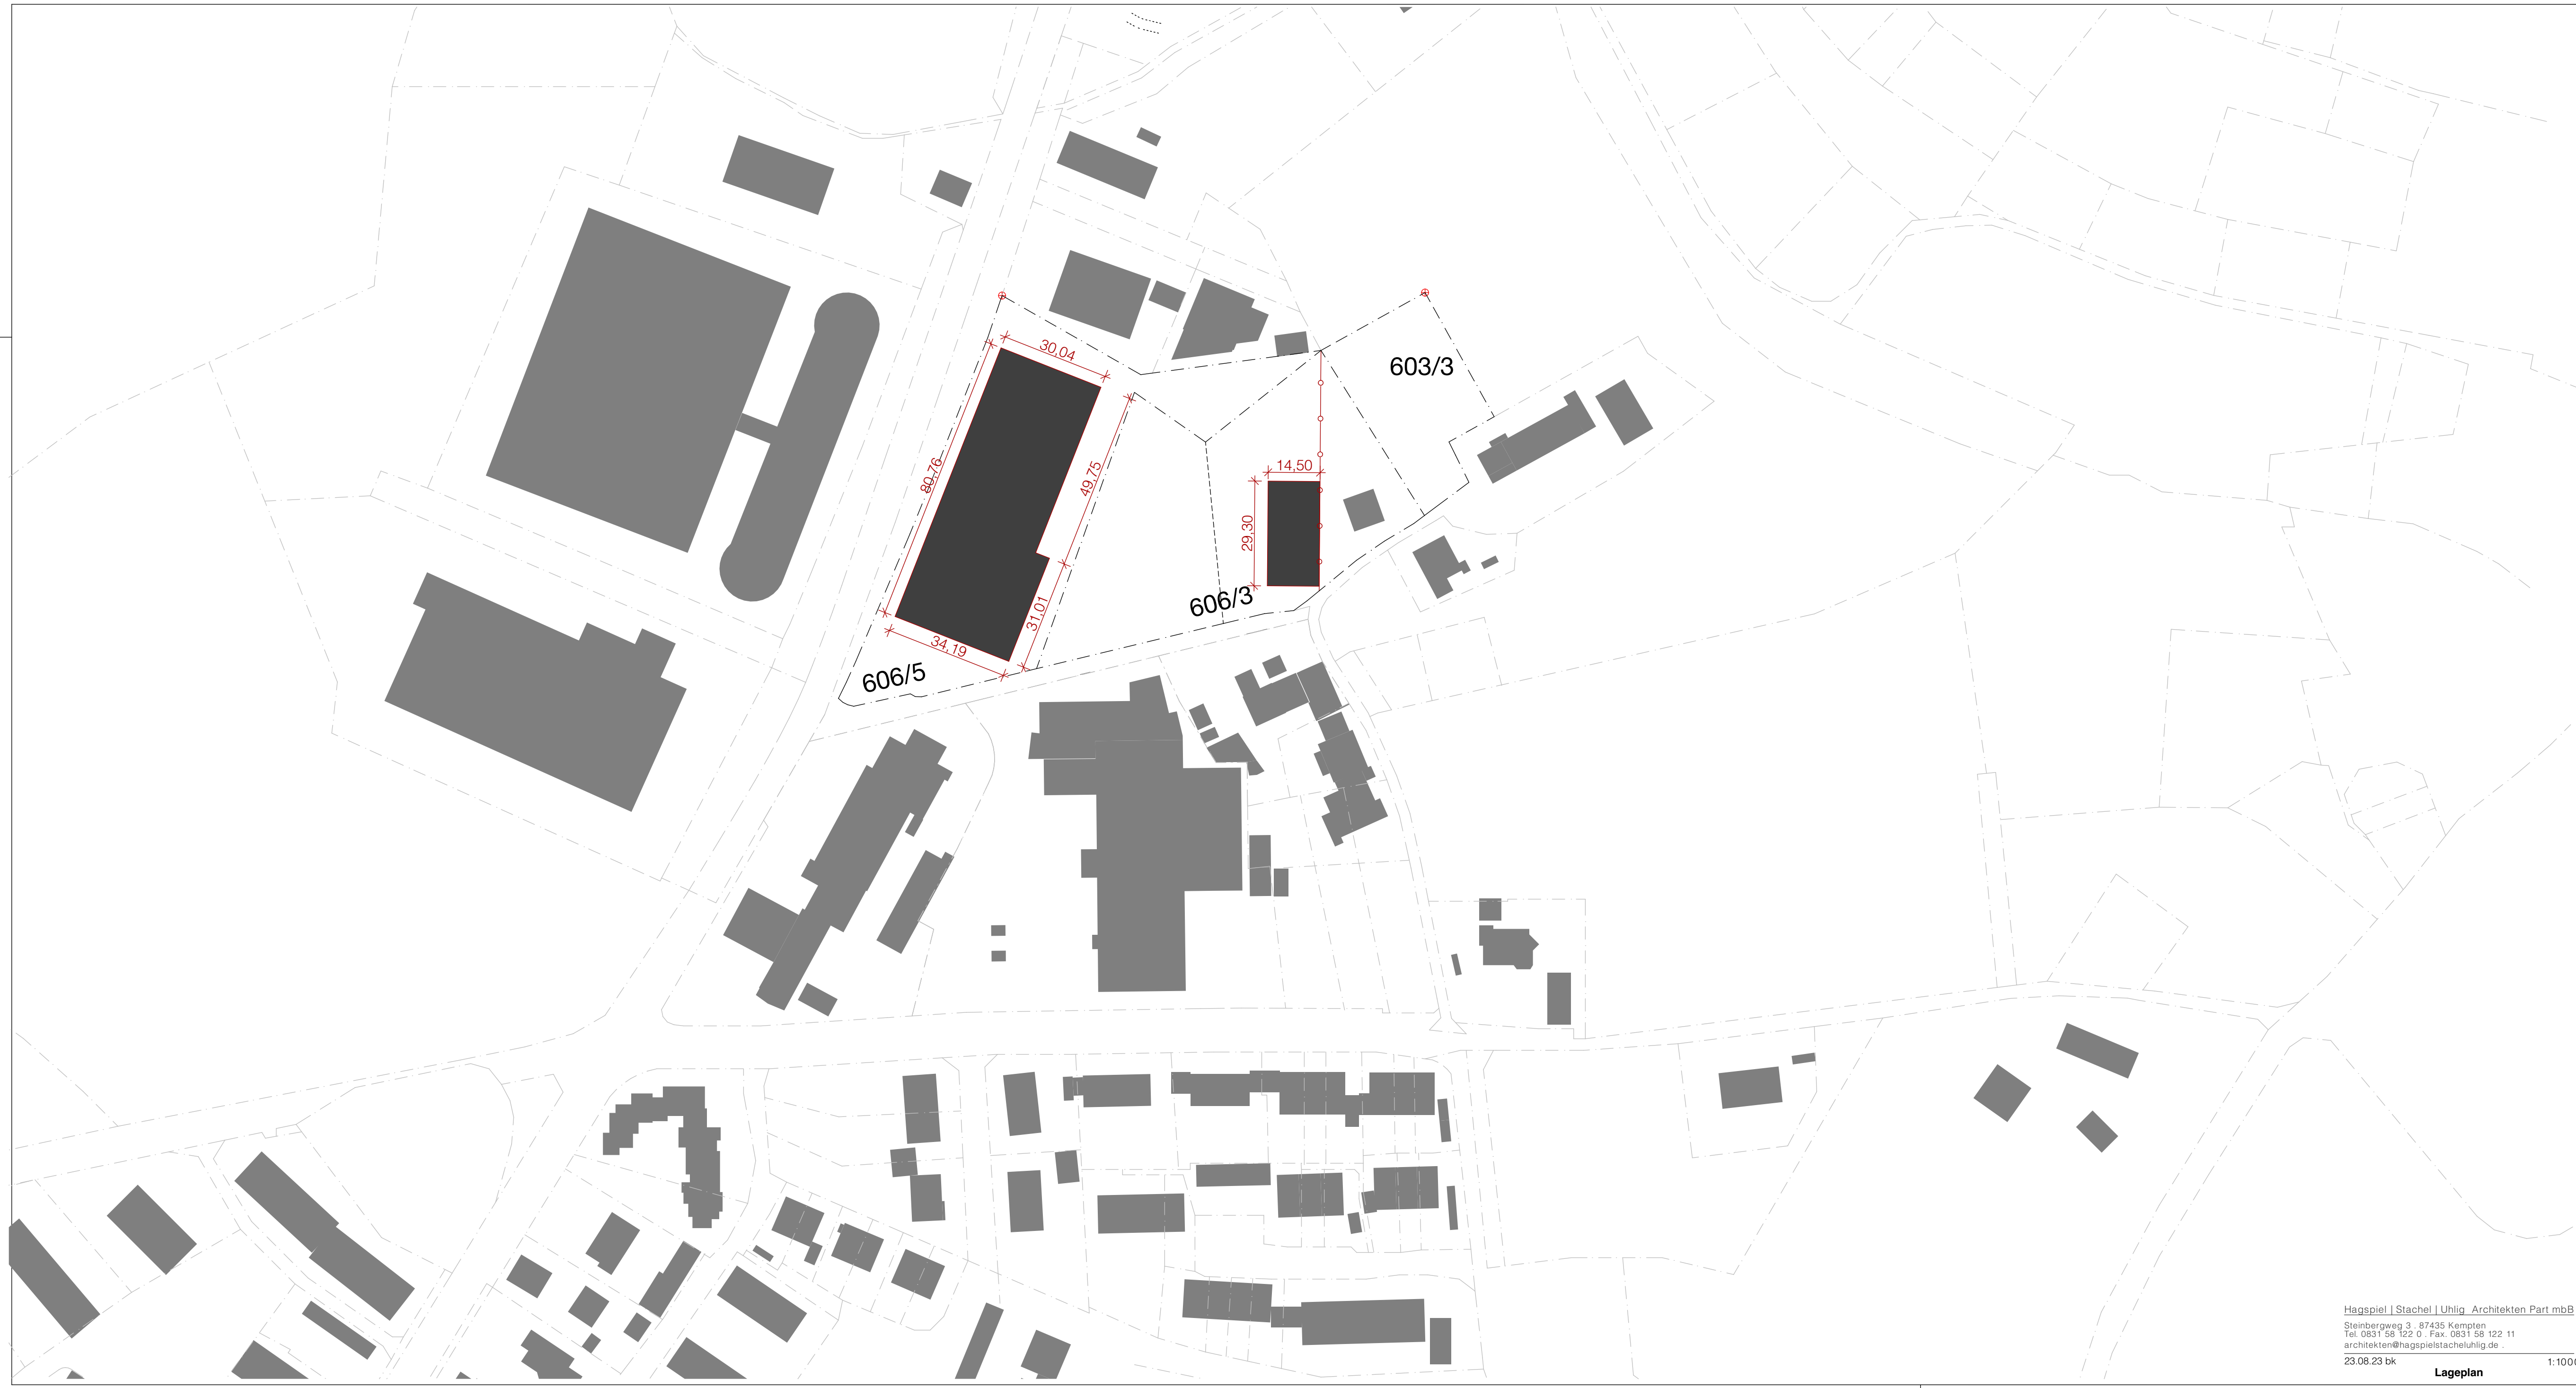 30,04
603/3
80,76
49,75
14,50
29,30
606/3
31,01
34,19
606/5
Hagspiel | Stachel | Uhlig Architekten Part mbB
Steinbergweg 3 . 87435 Kempten
Tel. 0831 58 122 0 . Fax. 0831 58 122 11
architekten@hagspielstacheluhlig.de .
23.08.23 bk 1:1000
Lageplan